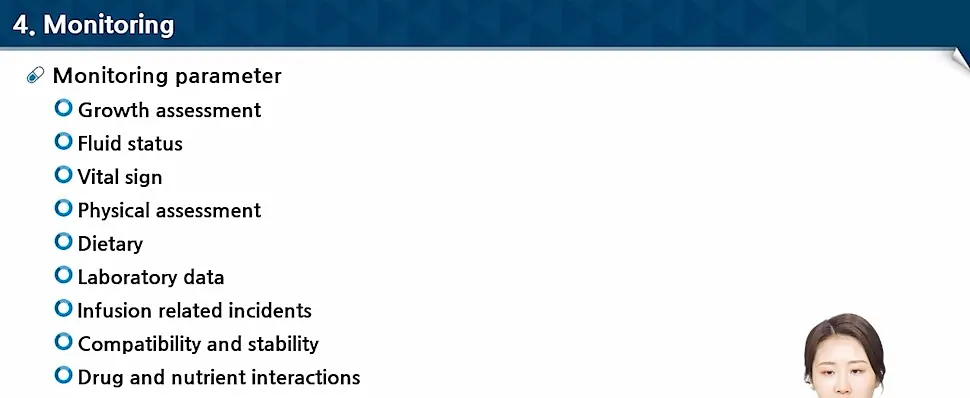 4. Monitoring
Monitoring parameter
Growth assessment
Fluid status
Vital sign
Physical assessment
Dietary
Laboratory data
Infusion related incidents
Compatibility and stability
Drug and nutrient interactions